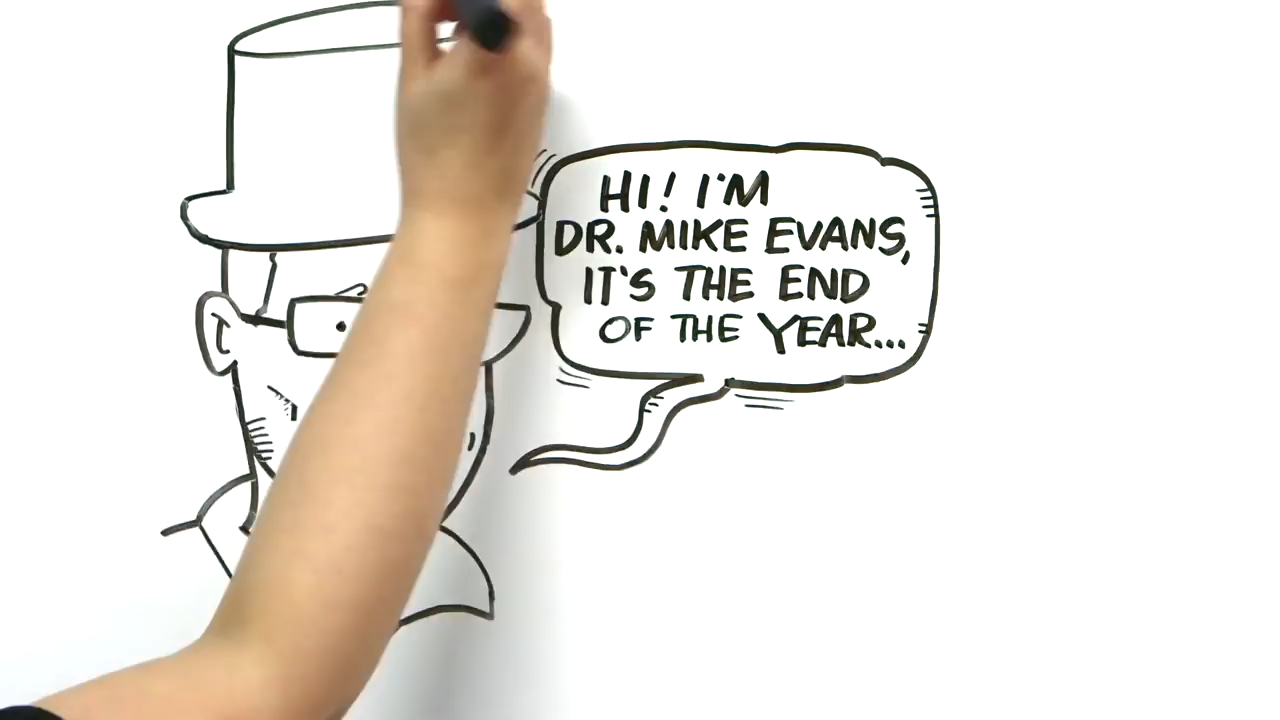 HI! I'M
DR. MIKE EVANS,
IT'S THE END
OF THE YEAR...